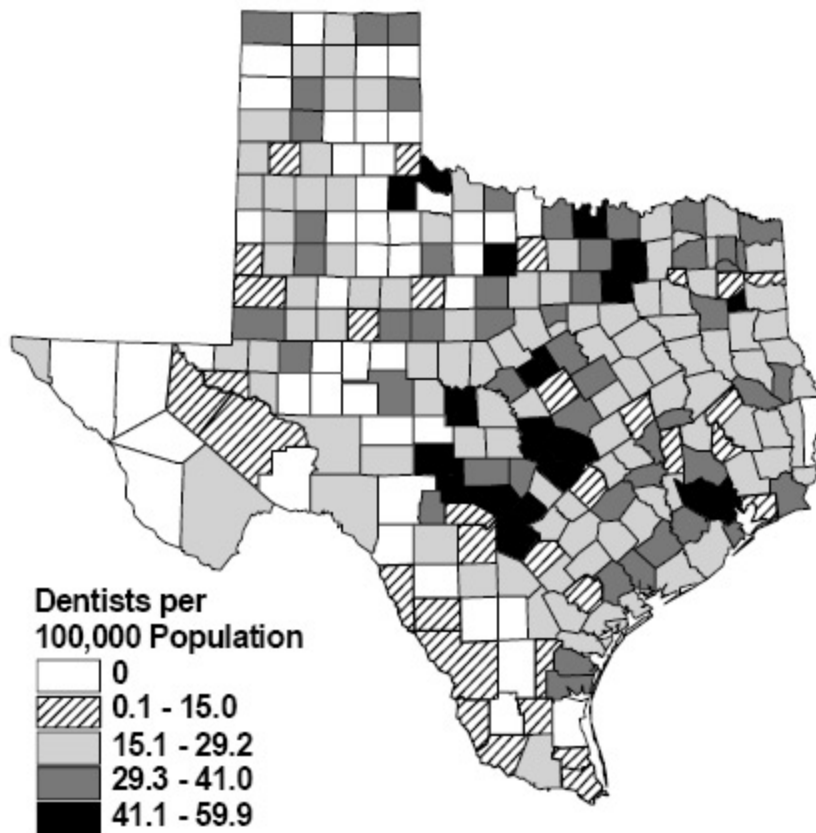 Dentists per
100,000 Population
0
0.1 - 15.0
15.1 - 29.2
29.3 - 41.0
41.1 - 59.9